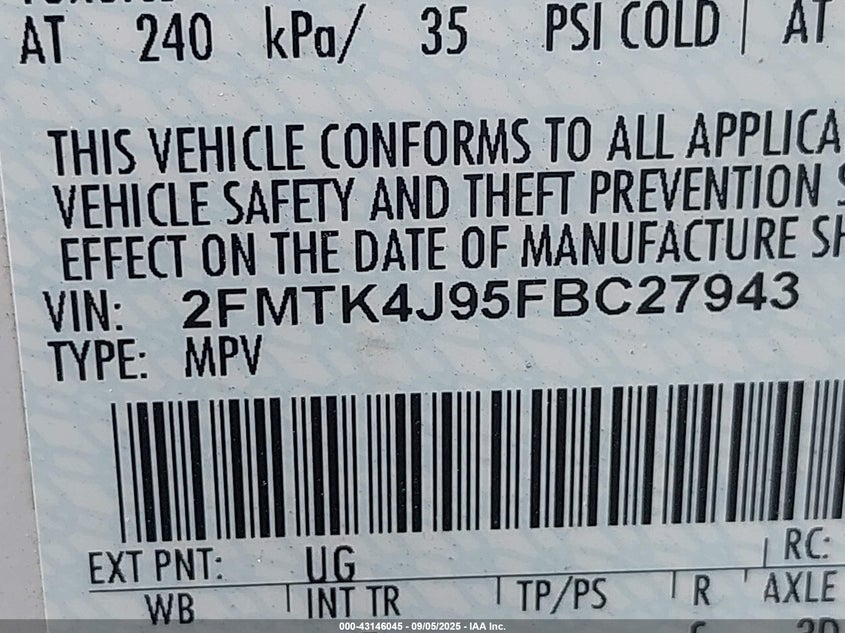 AT 240 kPa/ 35 PSI COLD | AT
THIS VEHICLE CONFORMS TO ALL
VEHICLE SAFETY AND THEFT PREVENTION
EFFECT ON THE DATE OF MANUFACTURE
VIN: 2FMTK4J95FBC27943
TYPE: MPV
EXT PNT: UG RC:
WB INT TR TP/PS R AXLE
000-43146045 - 09/05/2025 - IAA Inc.